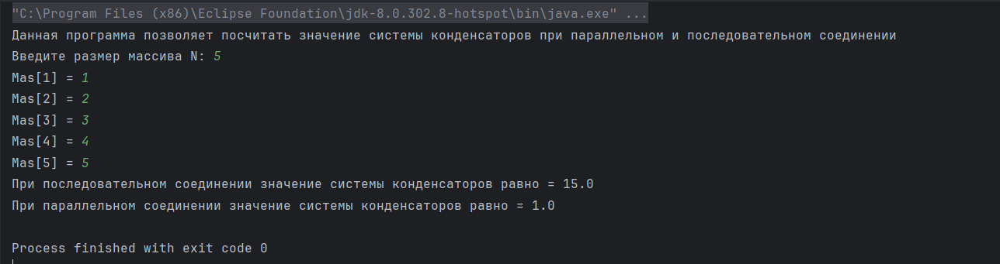 "C:\Program Files (x86)\Eclipse Foundation\jdk-8.0.302.8-hotspot\bin\java.exe" ...
Данная программа позволяет посчитать значение системы конденсаторов при параллельном и последовательном соединении
Введите размер массива N: 5
Mas[1] = 1
Mas[2] = 2
Mas[3] = 3
Mas[4] = 4
Mas[5] = 5
При последовательном соединении значение системы конденсаторов равно = 15.0
При параллельном соединении значение системы конденсаторов равно = 1.0
Process finished with exit code 0